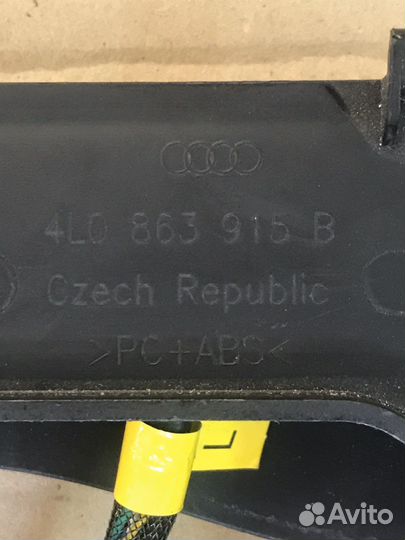 4L0 863 915 B
Czech Republic
>PC+ABS<
L
Avito